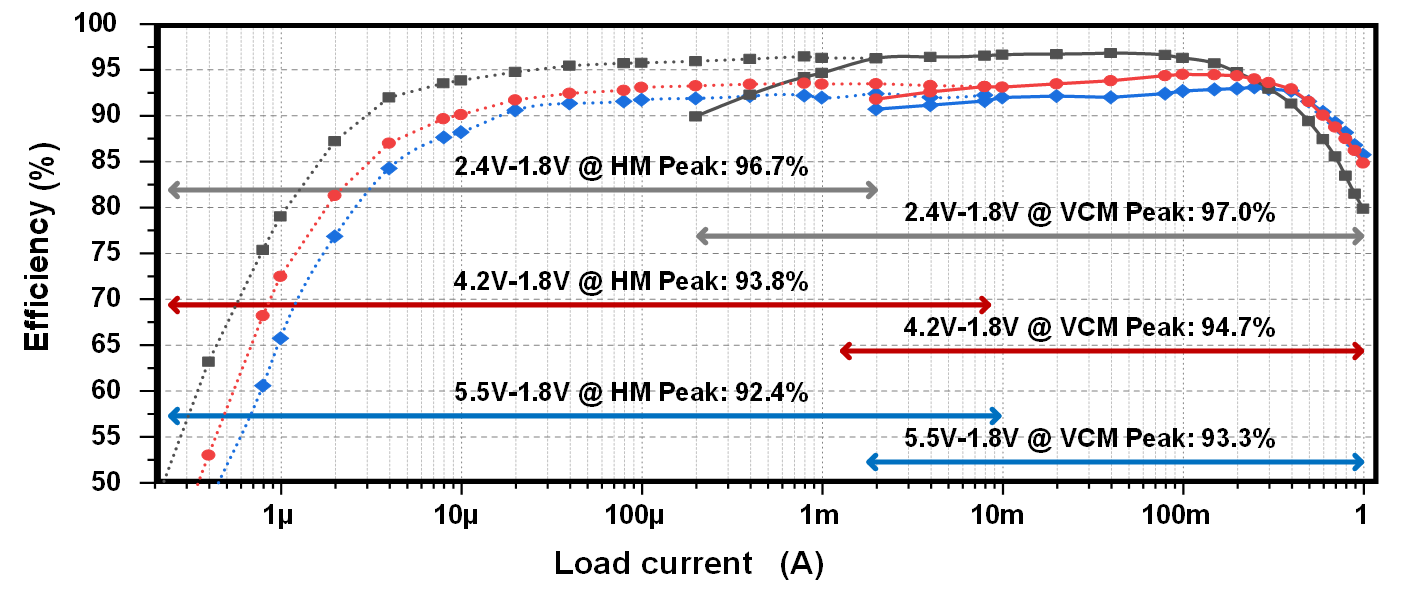 100
95
90
85
80
75
70
65
60
55
50
Efficiency (%)
2.4V-1.8V @ HM Peak: 96.7%
2.4V-1.8V @ VCM Peak: 97.0%
4.2V-1.8V @ HM Peak: 93.8%
4.2V-1.8V @ VCM Peak: 94.7%
5.5V-1.8V @ HM Peak: 92.4%
5.5V-1.8V @ VCM Peak: 93.3%
1µ 10µ 100µ 1m 10m 100m 1
Load current (A)